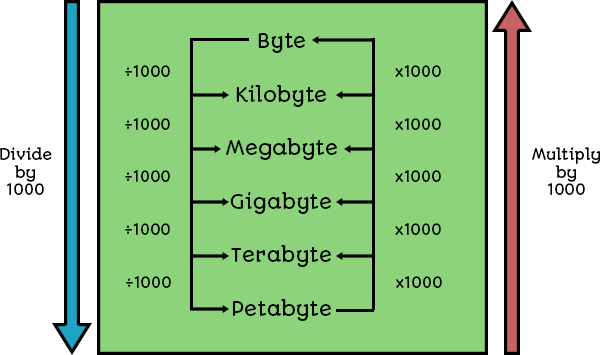 Byte
÷1000
x1000
Kilobyte
÷1000
x1000
Divide
by
1000
Megabyte
Multiply
by
1000
÷1000
x1000
Gigabyte
÷1000
x1000
Terabyte
÷1000
x1000
Petabyte